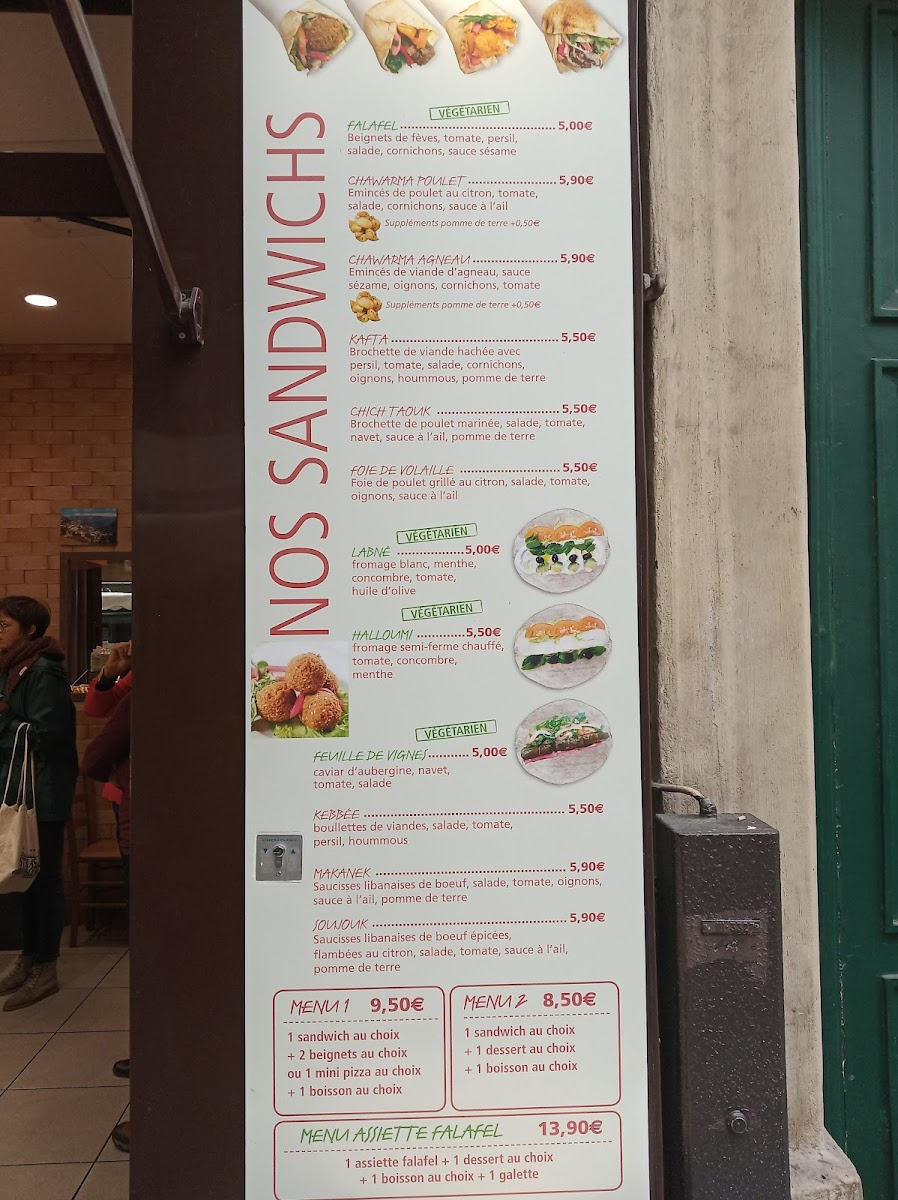 NOS SANDWICHS
VÉGÉTARIEN
FALAFEL 5,00€
Beignets de fèves, tomate, persil,
salade, cornichons, sauce sésame
CHAWARMA POULET 5,90€
Emincés de poulet au citron, tomate,
salade, cornichons, sauce à l'ail
Suppléments pomme de terre +0,50€
CHAWARMA AGNEAU 5,90€
Emincés de viande d'agneau, sauce
sézame, oignons, cornichons, tomate
Suppléments pomme de terre +0,50€
KAFTA 5,50€
Brochette de viande hachée avec
persil, tomate, salade, cornichons,
oignons, hoummous, pomme de terre
CHICH TAOUK 5,50€
Brochette de poulet marinée, salade, tomate,
navet, sauce à l'ail, pomme de terre
FOIE DE VOLAILLE 5,50€
Foie de poulet grillé au citron, salade, tomate,
oignons, sauce à l'ail
VÉGÉTARIEN
LABNÉ 5,00€
fromage blanc, menthe,
concombre, tomate,
huile d'olive
VÉGÉTARIEN
HALLOUMI 5,50€
fromage semi-ferme chauffé,
tomate, concombre,
menthe
VÉGÉTARIEN
FEUILLE DE VIGNES 5,00€
caviar d'aubergine, navet,
tomate, salade
KEBBÉE 5,50€
boullettes de viandes, salade, tomate,
persil, hoummous
MAKANEK 5,90€
Saucisses libanaises de boeuf, salade, tomate, oignons,
sauce à l'ail, pomme de terre
SOUJOUK 5,90€
Saucisses libanaises de boeuf épicées,
flambées au citron, salade, tomate, sauce à l'ail,
pomme de terre
MENU 1 9,50€
1 sandwich au choix
+ 2 beignets au choix
ou 1 mini pizza au choix
+ 1 boisson au choix
MENU 2 8,50€
1 sandwich au choix
+ 1 dessert au choix
+ 1 boisson au choix
MENU ASSIETTE FALAFEL 13,90€
1 assiette falafel + 1 dessert au choix
+ 1 boisson au choix + 1 galette